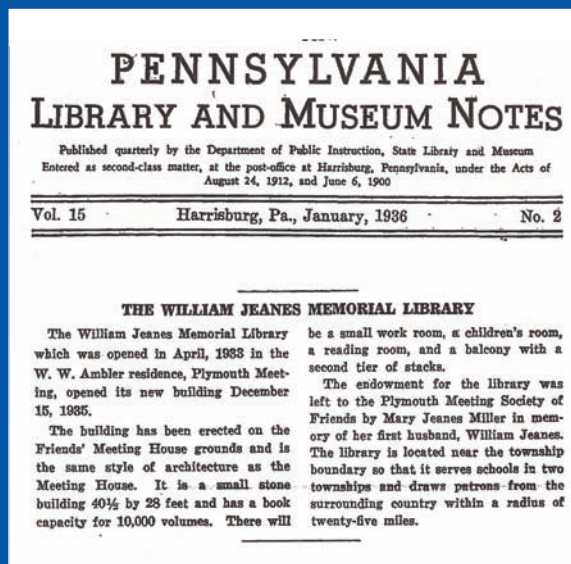 PENNSYLVANIA
LIBRARY AND MUSEUM NOTES
Published quarterly by the Department of Public Instruction, State Library and Museum
Entered as second-class matter, at the post-office at Harrisburg, Pennsylvania, under the Acts of
August 24, 1912, and June 6, 1900
Vol. 15 Harrisburg, Pa., January, 1936 No. 2
THE WILLIAM JEANES MEMORIAL LIBRARY
The William Jeanes Memorial Library
which was opened in April, 1933 in the
W. W. Ambler residence, Plymouth Meet-
ing, opened its new building December
15, 1935.
The building has been erected on the
Friends' Meeting House grounds and is
the same style of architecture as the
Meeting House. It is a small stone
building 40½ by 28 feet and has a book
capacity for 10,000 volumes. There will
be a small work room, a children's room,
a reading room, and a balcony with a
second tier of stacks.
The endowment for the library was
left to the Plymouth Meeting Society of
Friends by Mary Jeanes Miller in mem-
ory of her first husband, William Jeanes.
The library is located near the township
boundary so that it serves schools in two
townships and draws patrons from the
surrounding country within a radius of
twenty-five miles.